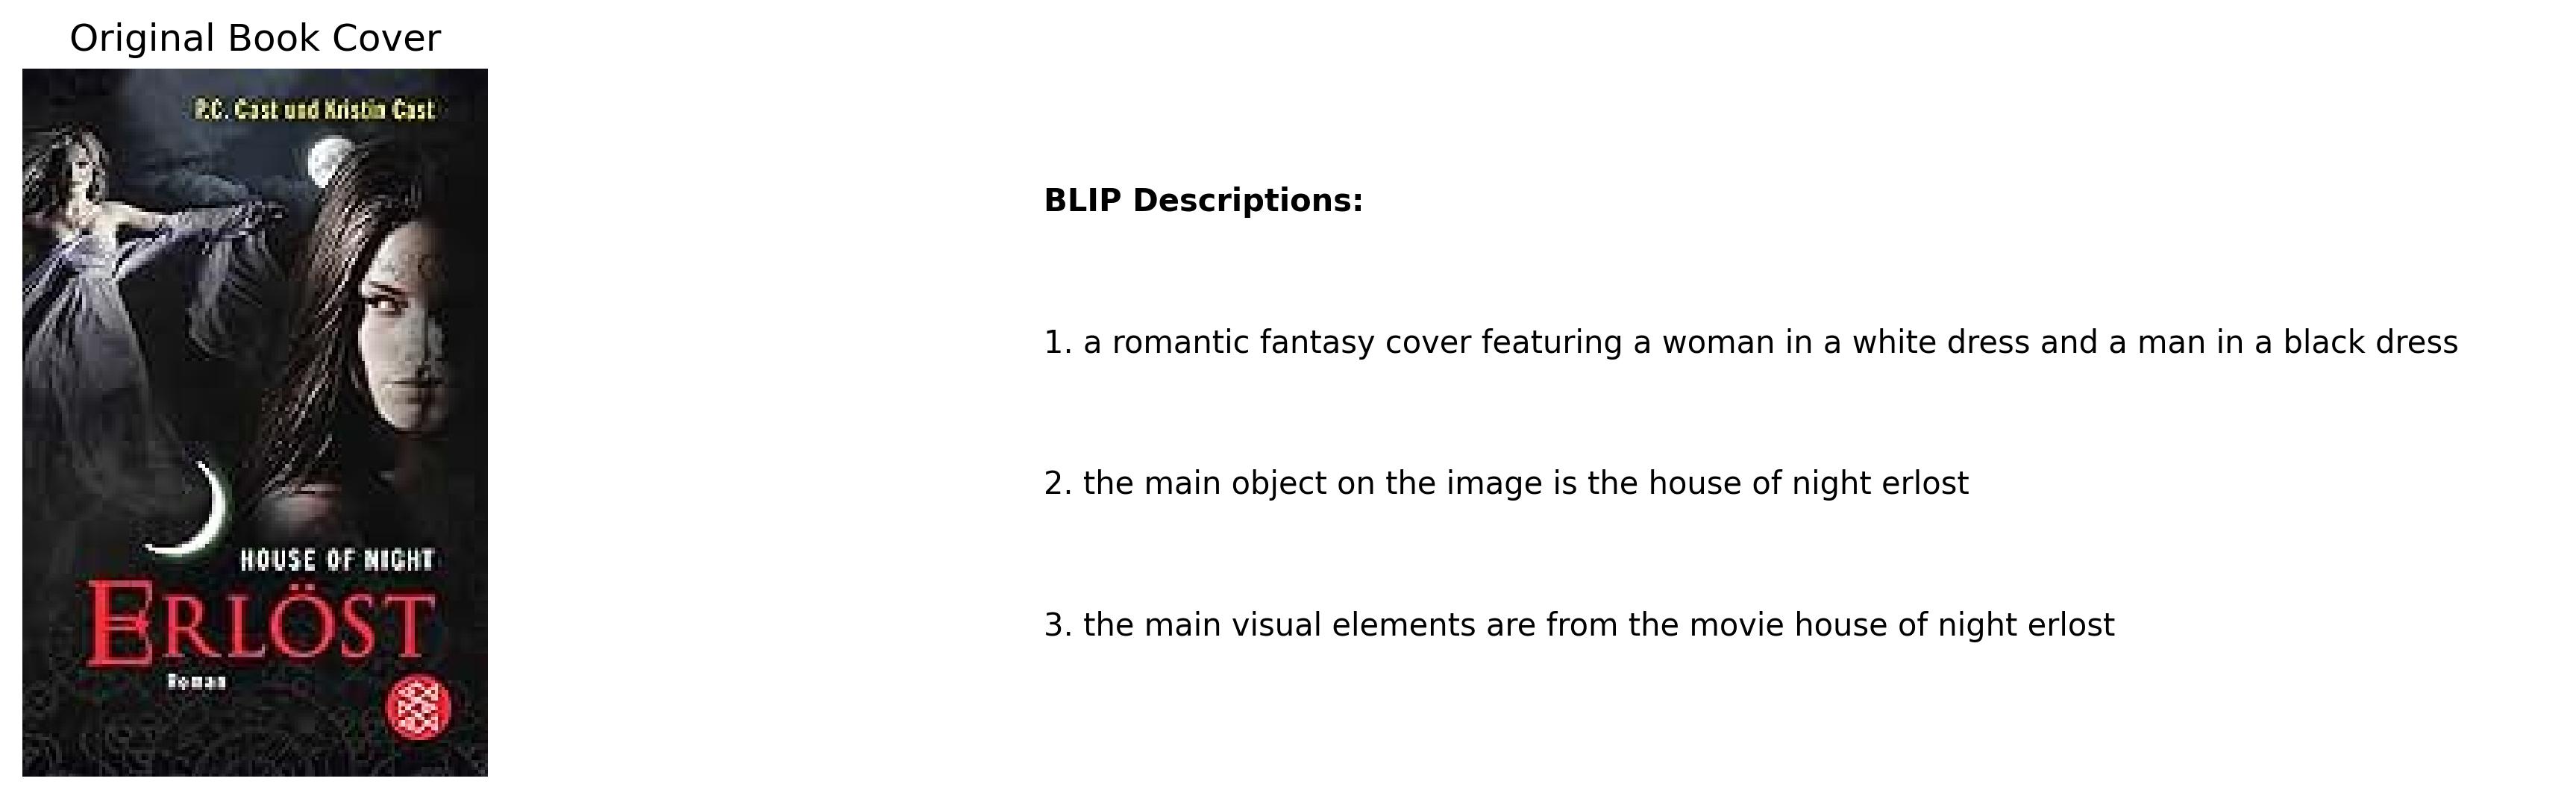 Original Book Cover
P.C. Cast und Kristin Cast
HOUSE OF NIGHT
ERLÖST
Roman
BLIP Descriptions:
1. a romantic fantasy cover featuring a woman in a white dress and a man in a black dress
2. the main object on the image is the house of night erlost
3. the main visual elements are from the movie house of night erlost